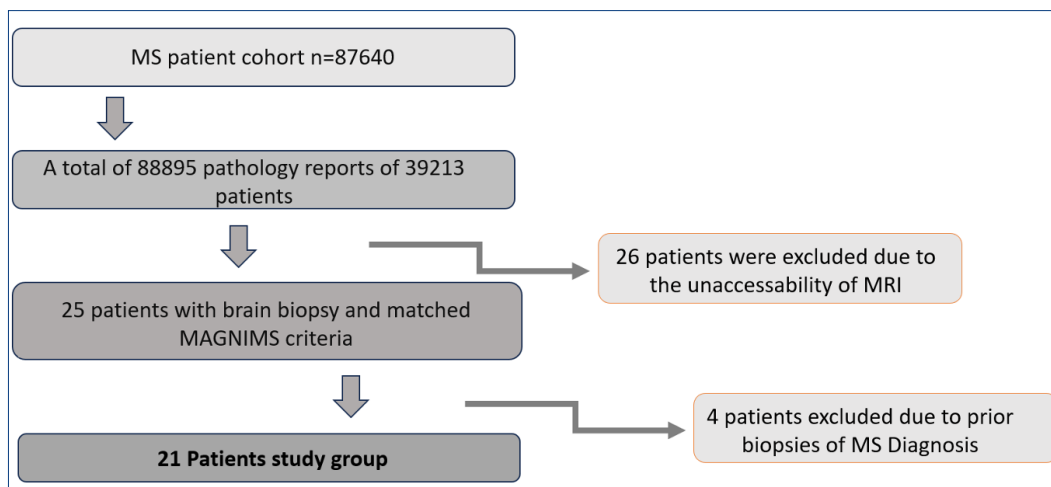 MS patient cohort n=87640
A total of 88895 pathology reports of 39213
patients
26 patients were excluded due to
the unaccessability of MRI
25 patients with brain biopsy and matched
MAGNIMS criteria
4 patients excluded due to prior
biopsies of MS Diagnosis
21 Patients study group